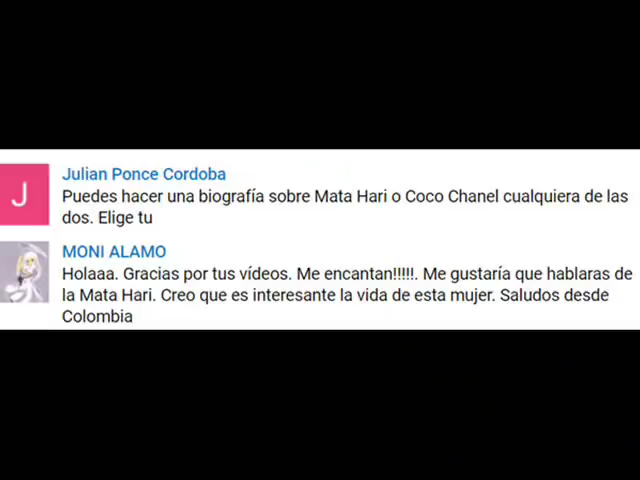 J
Julian Ponce Cordoba
Puedes hacer una biografía sobre Mata Hari o Coco Chanel cualquiera de las
dos. Elige tu
MONI ALAMO
Holaaa. Gracias por tus vídeos. Me encantan!!!!!. Me gustaría que hablaras de
la Mata Hari. Creo que es interesante la vida de esta mujer. Saludos desde
Colombia